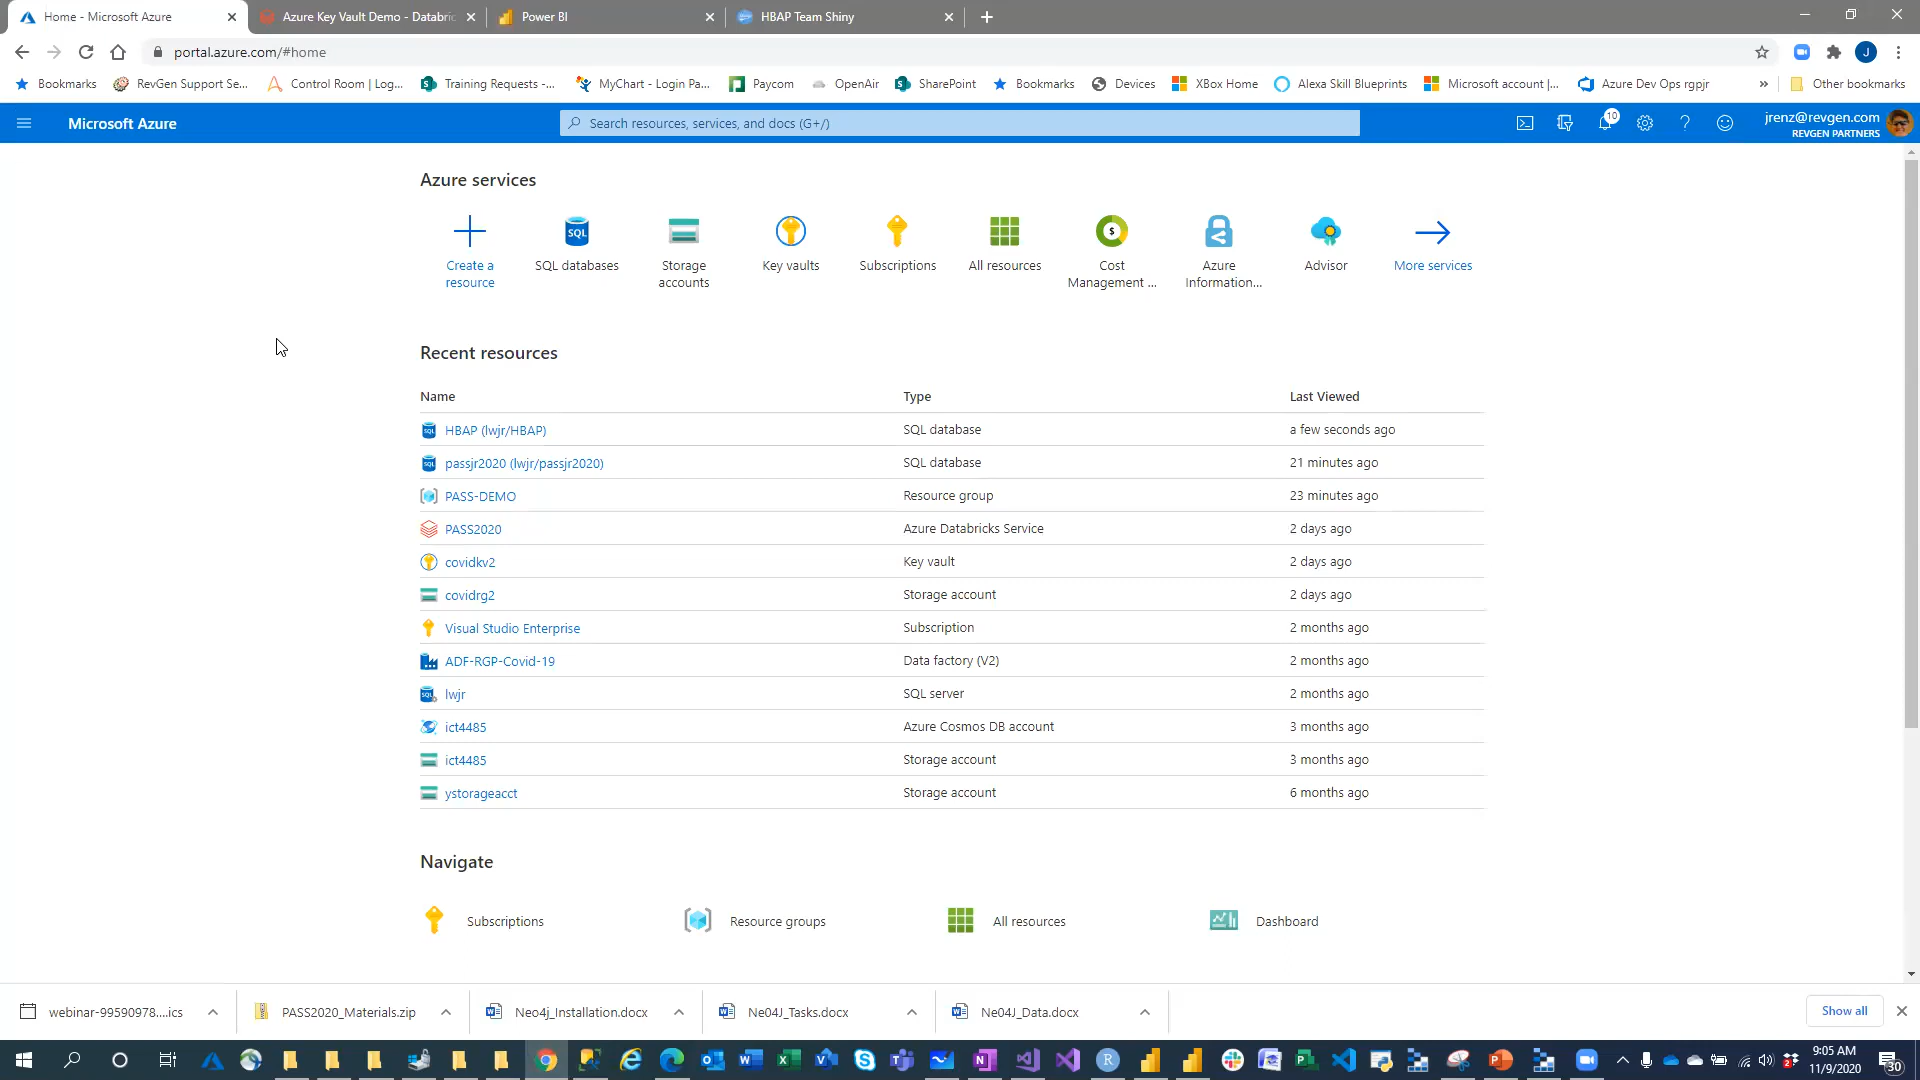 Home - Microsoft Azure
Azure Key Vault Demo - Databric
Power BI
HBAP Team Shiny
portal.azure.com/#home
J
Bookmarks
RevGen Support Se...
Control Room | Log...
Training Requests -...
MyChart - Login Pa...
Paycom
OpenAir
SharePoint
Bookmarks
Devices
XBox Home
Alexa Skill Blueprints
Microsoft account |...
Azure Dev Ops rgpjr
»
Other bookmarks
Microsoft Azure
Search resources, services, and docs (G+/)
10
jrenz@revgen.com
REVGEN PARTNERS
Azure services
Create a resource
SQL databases
Storage accounts
Key vaults
Subscriptions
All resources
Cost Management ...
Azure Information...
Advisor
More services
Recent resources
Name Type Last Viewed
HBAP (lwjr/HBAP) SQL database a few seconds ago
passjr2020 (lwjr/passjr2020) SQL database 21 minutes ago
PASS-DEMO Resource group 23 minutes ago
PASS2020 Azure Databricks Service 2 days ago
covidkv2 Key vault 2 days ago
covidrg2 Storage account 2 days ago
Visual Studio Enterprise Subscription 2 months ago
ADF-RGP-Covid-19 Data factory (V2) 2 months ago
lwjr SQL server 2 months ago
ict4485 Azure Cosmos DB account 3 months ago
ict4485 Storage account 3 months ago
ystorageacct Storage account 6 months ago
Navigate
Subscriptions
Resource groups
All resources
Dashboard
webinar-99590978....ics
PASS2020_Materials.zip
Neo4j_Installation.docx
Ne04J_Tasks.docx
Ne04J_Data.docx
Show all
9:05 AM
11/9/2020
30